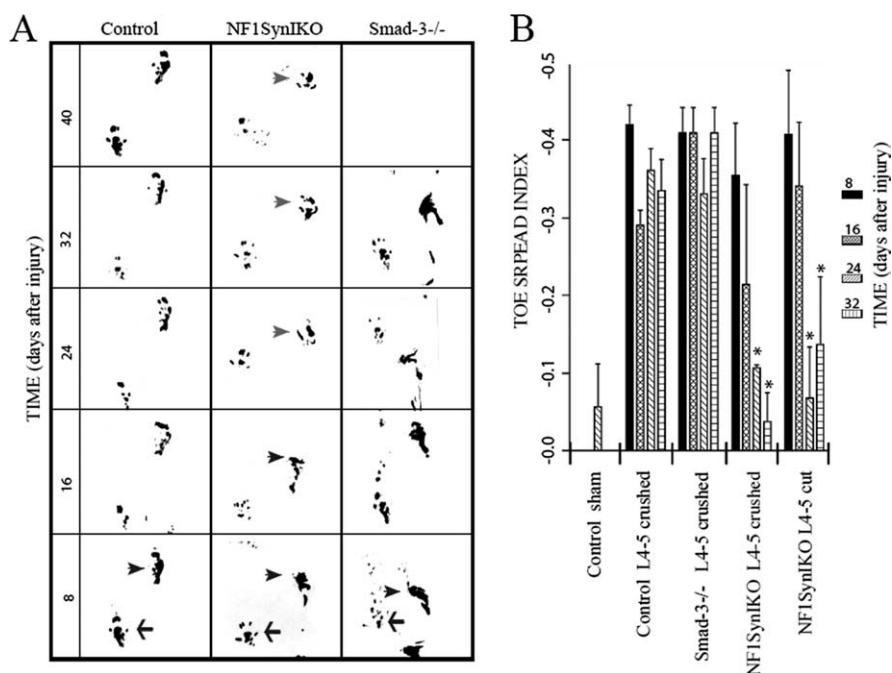 A
Control
NF1SynIKO
Smad-3-/-
TIME (days after injury)
40
32
24
16
8
B
TOE SRPEAD INDEX
-0.5
-0.4
-0.3
-0.2
-0.1
-0.0
*
*
*
*
Control sham
Control L4-5 crushed
Smad-3-/- L4-5 crushed
NF1SynIKO L4-5 crushed
NF1SynIKO L4-5 cut
8
16
24
32
TIME (days after injury)